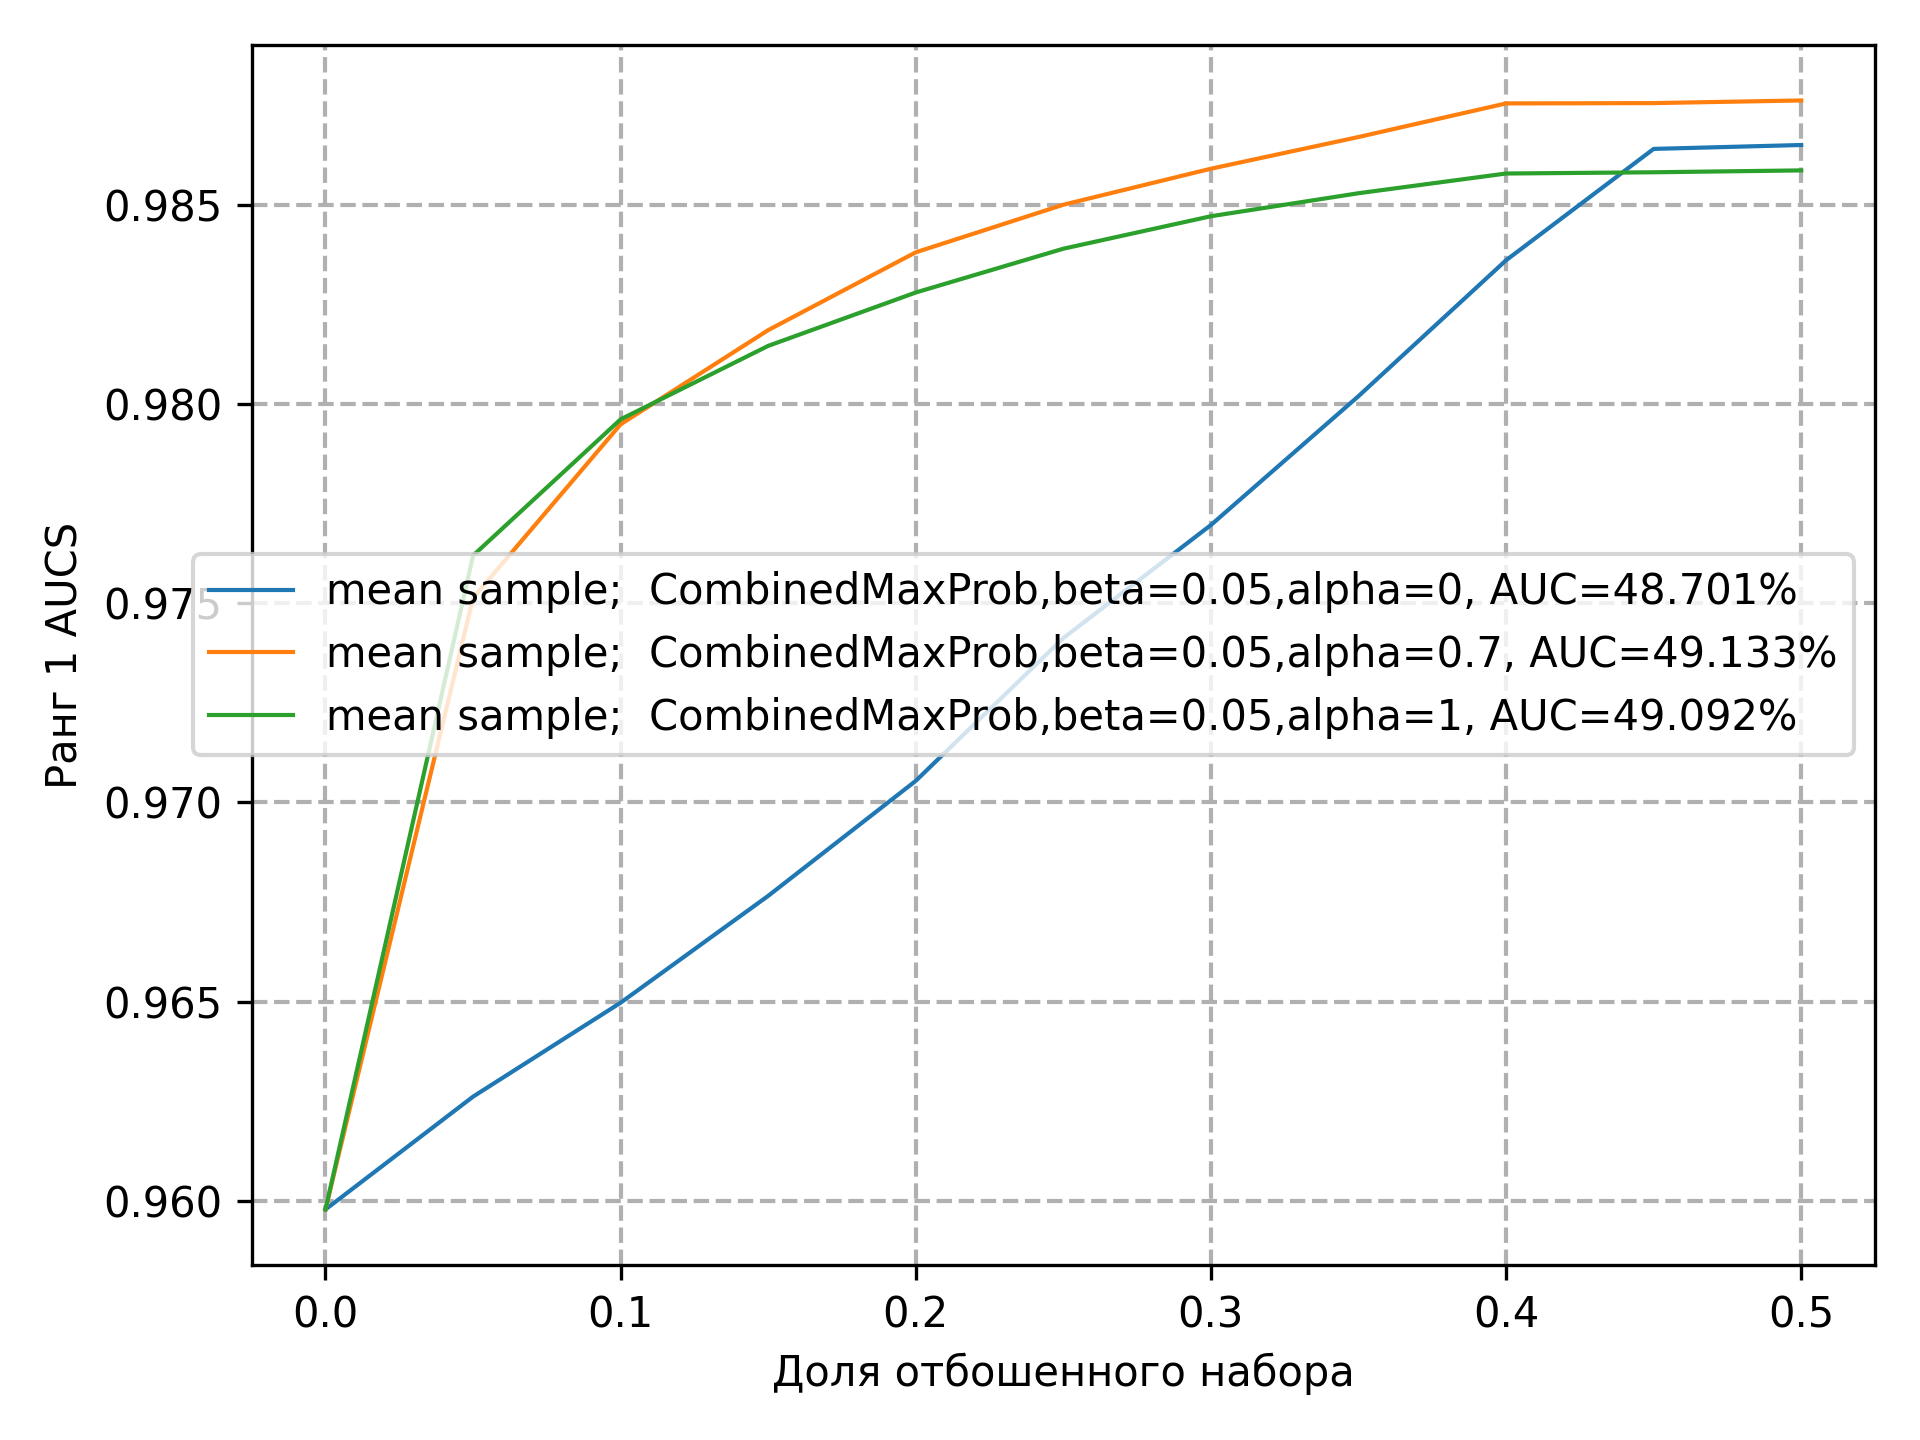 0.985
0.980
0.975
0.970
0.965
0.960
Ранг 1 AUCS
mean sample;  CombinedMaxProb,beta=0.05,alpha=0, AUC=48.701%
mean sample;  CombinedMaxProb,beta=0.05,alpha=0.7, AUC=49.133%
mean sample;  CombinedMaxProb,beta=0.05,alpha=1, AUC=49.092%
0.0 0.1 0.2 0.3 0.4 0.5
Доля отбошенного набора